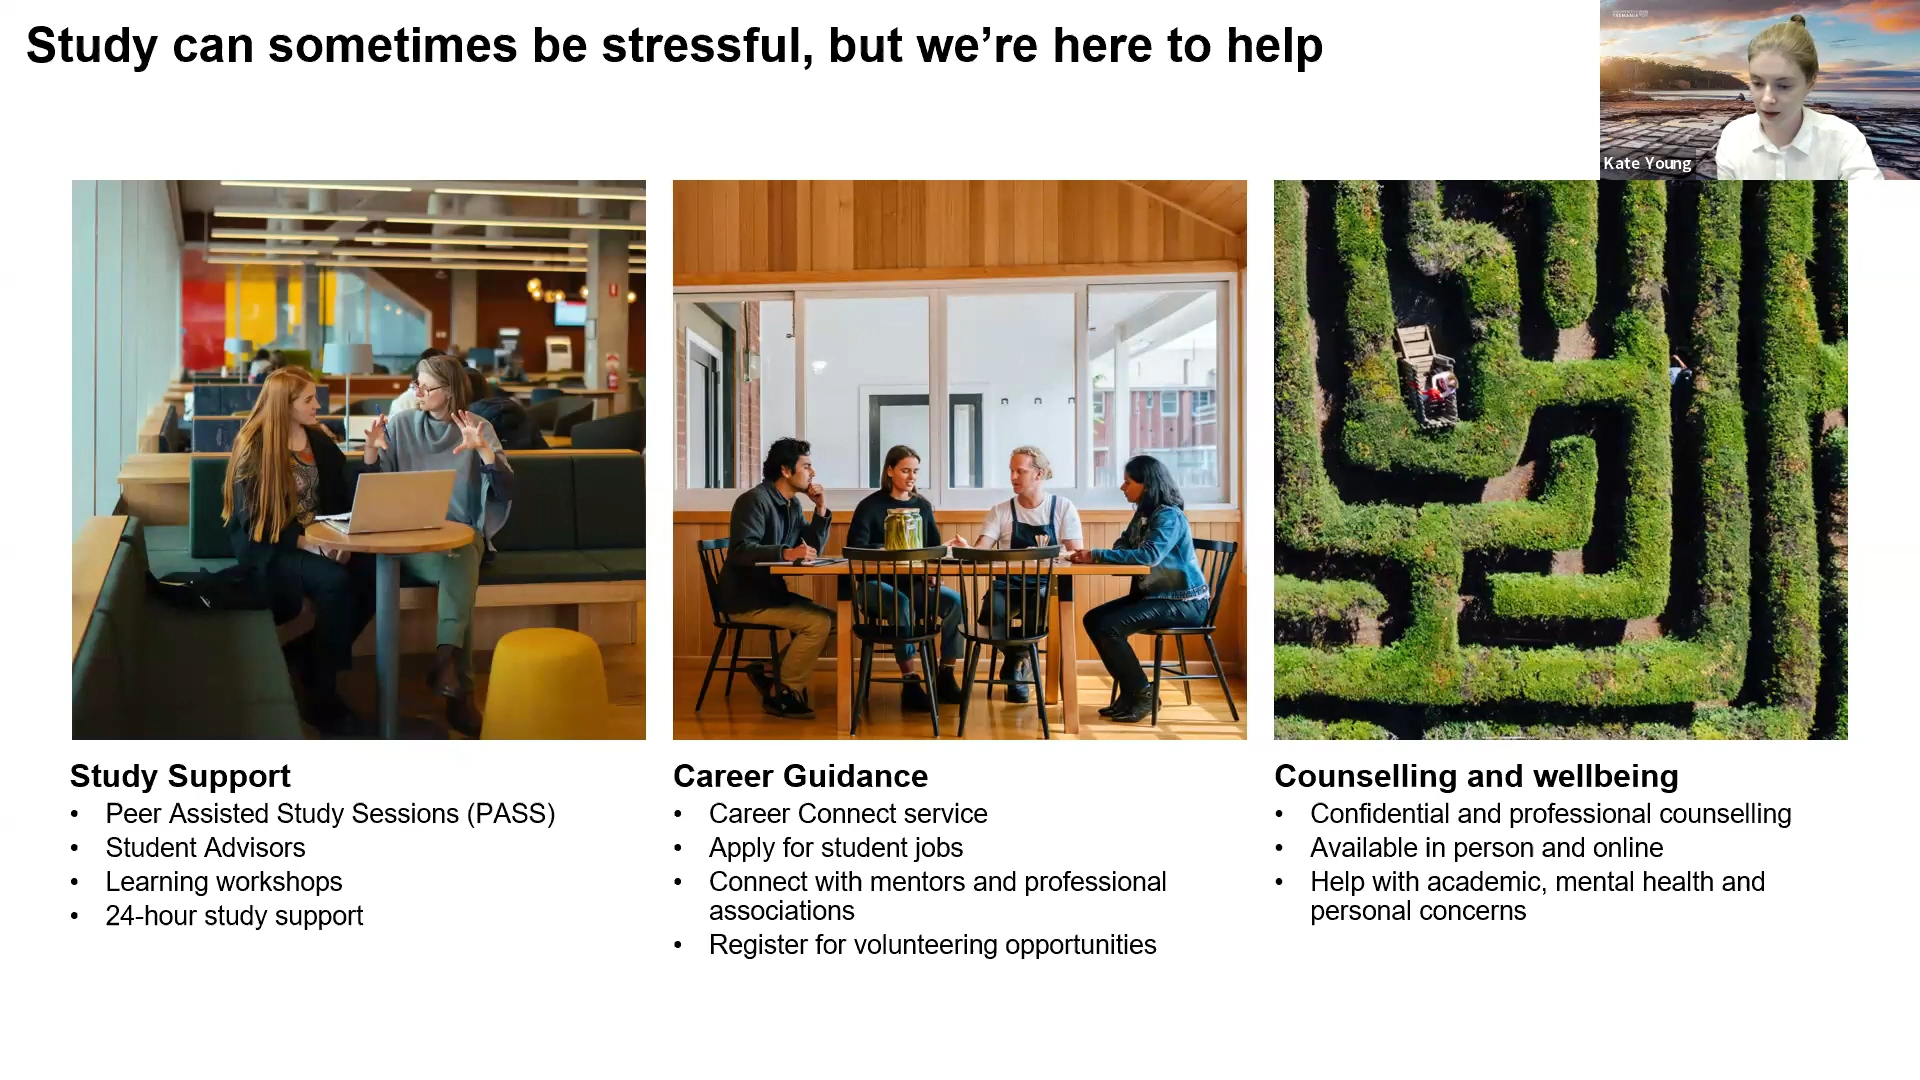 Study can sometimes be stressful, but we’re here to help
Kate Young
Study Support
• Peer Assisted Study Sessions (PASS)
• Student Advisors
• Learning workshops
• 24-hour study support
Career Guidance
• Career Connect service
• Apply for student jobs
• Connect with mentors and professional
associations
• Register for volunteering opportunities
Counselling and wellbeing
• Confidential and professional counselling
• Available in person and online
• Help with academic, mental health and
personal concerns